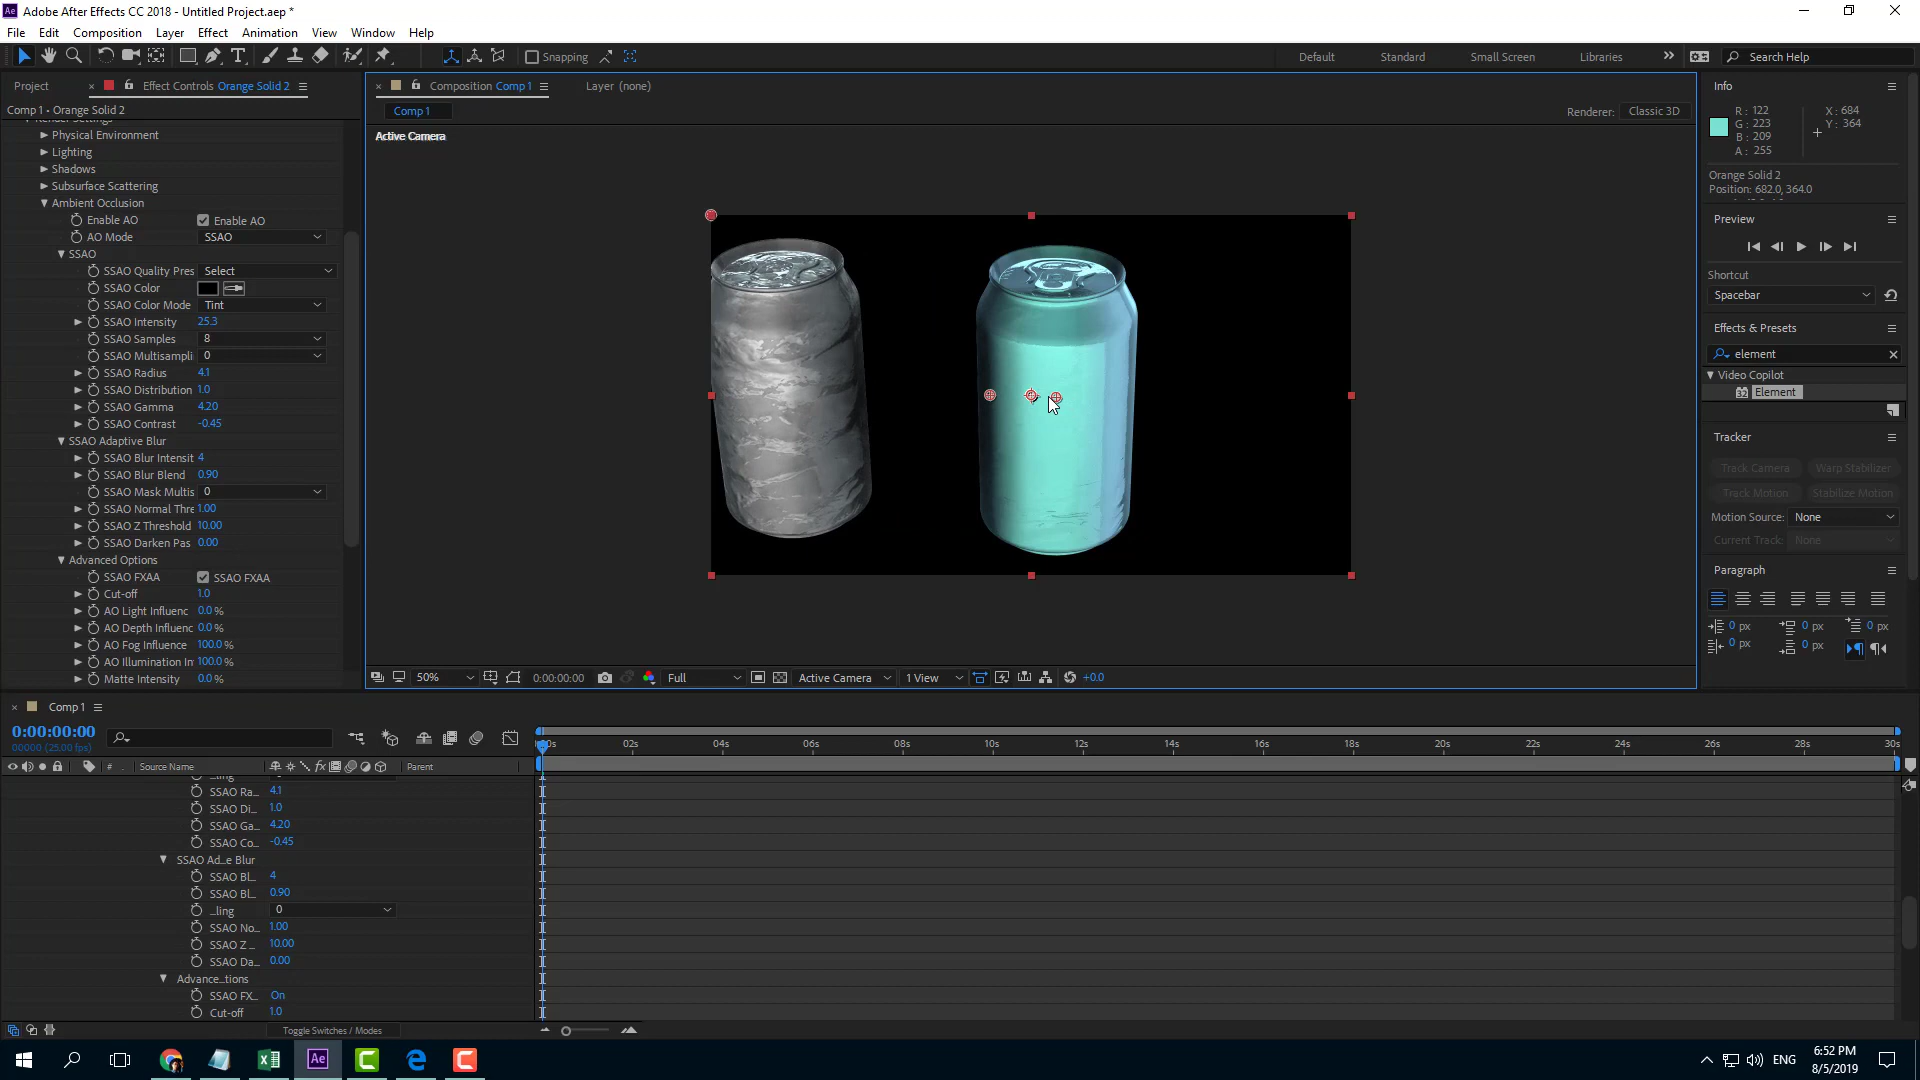 Ae Adobe After Effects CC 2018 - Untitled Project.aep *
File Edit Composition Layer Effect Animation View Window Help
Snapping Default Standard Small Screen Libraries Search Help
Project Effect Controls Orange Solid 2
Comp 1 • Orange Solid 2
Physical Environment
Lighting
Shadows
Subsurface Scattering
Ambient Occlusion
Enable AO Enable AO
AO Mode SSAO
SSAO
SSAO Quality Pres Select
SSAO Color
SSAO Color Mode Tint
SSAO Intensity 25.3
SSAO Samples 8
SSAO Multisampli 0
SSAO Radius 4.1
SSAO Distribution 1.0
SSAO Gamma 4.20
SSAO Contrast -0.45
SSAO Adaptive Blur
SSAO Blur Intensit 4
SSAO Blur Blend 0.90
SSAO Mask Multis 0
SSAO Normal Thre 1.00
SSAO Z Threshold 10.00
SSAO Darken Pas 0.00
Advanced Options
SSAO FXAA SSAO FXAA
Cut-off 1.0
AO Light Influenc 0.0 %
AO Depth Influenc 0.0 %
AO Fog Influence 100.0 %
AO Illumination In 100.0 %
Matte Intensity 0.0 %
Composition Comp 1 Layer (none)
Comp 1 Renderer: Classic 3D
Active Camera
50% 0:00:00:00 Full Active Camera 1 View +0.0
Info
R : 122 X : 684
G : 223 Y : 364
B : 209
A : 255
Orange Solid 2
Position: 682.0, 364.0
Preview
Shortcut
Spacebar
Effects & Presets
element
Video Copilot
32 Element
Tracker
Track Camera Warp Stabilizer
Track Motion Stabilize Motion
Motion Source: None
Current Track: None
Paragraph
0 px 0 px 0 px
0 px 0 px
Comp 1
0:00:00:00
00000 (25.00 fps)
# Source Name fx Parent
02s 04s 06s 08s 10s 12s 14s 16s 18s 20s 22s 24s 26s 28s 30s
SSAO Ra... 4.1
SSAO Di... 1.0
SSAO Ga... 4.20
SSAO Co... -0.45
SSAO Ad...e Blur
SSAO Bl... 4
SSAO Bl... 0.90
...ling 0
SSAO No... 1.00
SSAO Z ... 10.00
SSAO Da... 0.00
Advance...tions
SSAO FX... On
Cut-off 1.0
Toggle Switches / Modes
Ae ENG 6:52 PM
8/5/2019